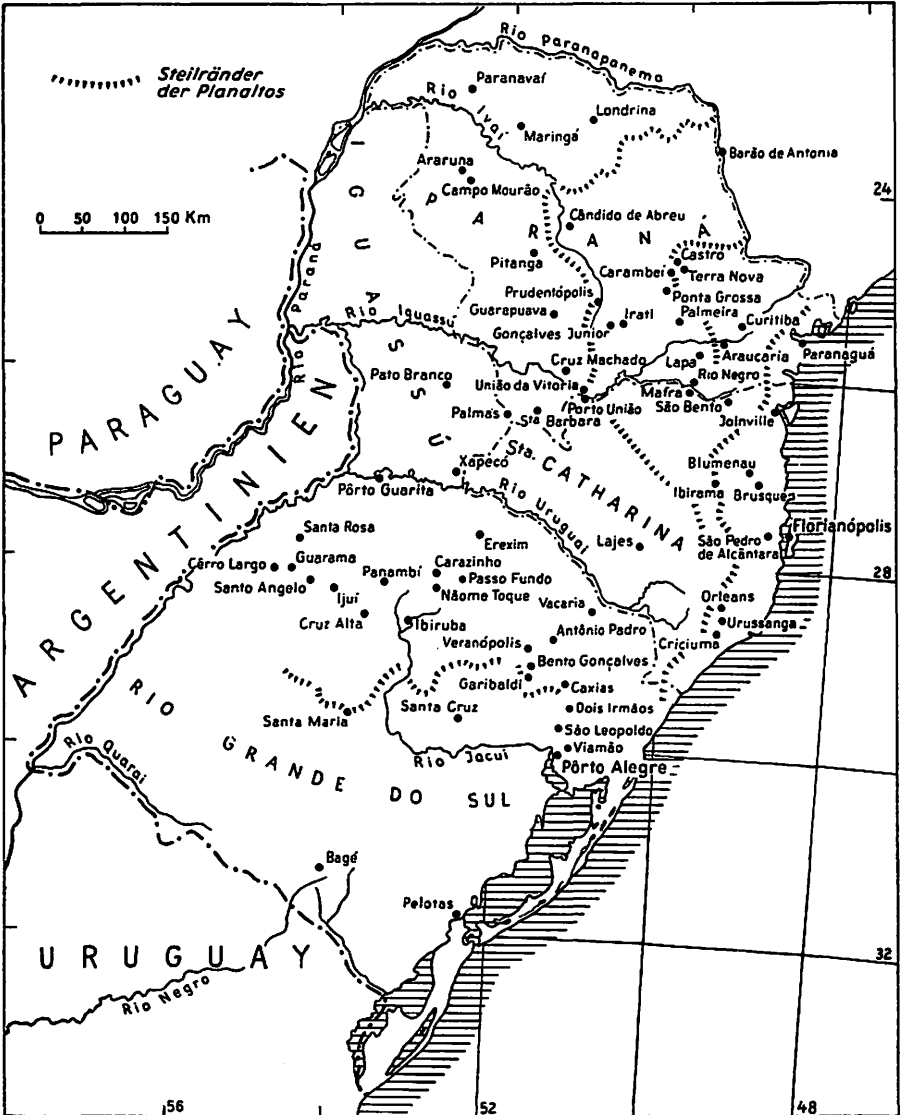 Rio Paranapanema
Steilränder
der Planaltos
Paranavaí
Rio Ivaí
Londrina
Maringá
Barão de Antonia
Araruna
Campo Mourão
24
0 50 100 150 Km
IGUASSÚ
PARANÁ
Cândido de Abreu
Castro
Pitanga
Carambeí
Terna Nova
Prudentópolis
Ponta Grossa
Rio Paraná
Rio Iguassu
Guarapuava
Irati
Palmeira
Curitiba
Gonçalves Junior
PARAGUAY
Cruz Machado
Lapa
Araucaria
Paranaguá
Pato Branco
União da Vitoria
Rio Negro
Mafra
Palmas
Sta Barbara
Porto União
São Bento
Joinville
ARGENTINIEN
Xapecó
Sta. CATHARINA
Blumenau
Pôrto Guarita
Rio Uruguai
Ibirama
Brusque
Santa Rosa
Erexim
Lajes
São Pedro
de Alcântara
Florianópolis
Cêrro Largo
Guarama
Carazinho
28
Santo Angelo
Panambí
Passo Fundo
Ijuí
Nãome Toque
Vacaria
Orleans
Cruz Alta
Ibiruba
Antônio Padro
Urussanga
Veranópolis
Criciuma
Bento Gonçalves
Garibaldi
Caxias
RIO GRANDE DO SUL
Santa Maria
Santa Cruz
Dois Irmãos
São Leopoldo
Rio Quarai
Viamão
Rio Jacuí
Pôrto Alegre
Bagé
Pelotas
URUGUAY
32
Rio Negro
56
52
48